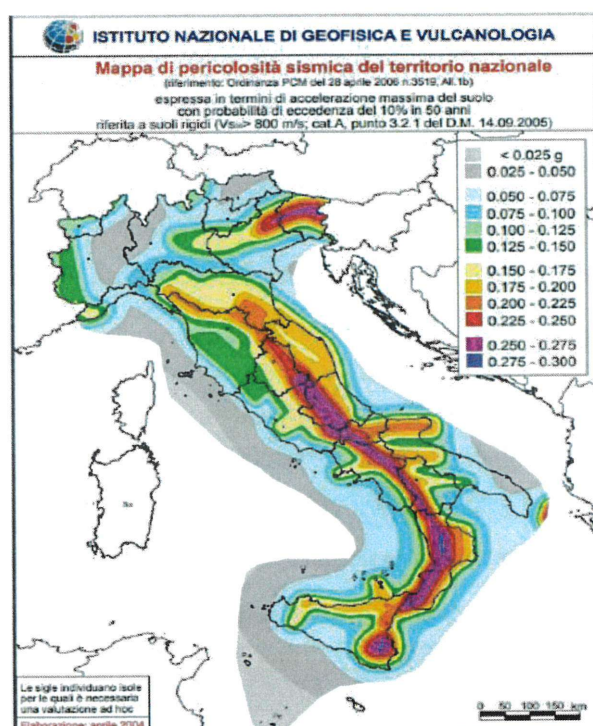 ISTITUTO NAZIONALE DI GEOFISICA E VULCANOLOGIA
Mappa di pericolosità sismica del territorio nazionale
(riferimento: Ordinanza PCM del 28 aprile 2006 n.3519, All.1b)
espressa in termini di accelerazione massima del suolo
con probabilità di eccedenza del 10% in 50 anni
riferita a suoli rigidi (Vs₃₀> 800 m/s; cat.A, punto 3.2.1 del D.M. 14.09.2005)
< 0.025 g
0.025 - 0.050
0.050 - 0.075
0.075 - 0.100
0.100 - 0.125
0.125 - 0.150
0.150 - 0.175
0.175 - 0.200
0.200 - 0.225
0.225 - 0.250
0.250 - 0.275
0.275 - 0.300
Le sigle individuano isole
per le quali è necessaria
una valutazione ad hoc
Elaborazione: aprile 2004
0 50 100 150 km